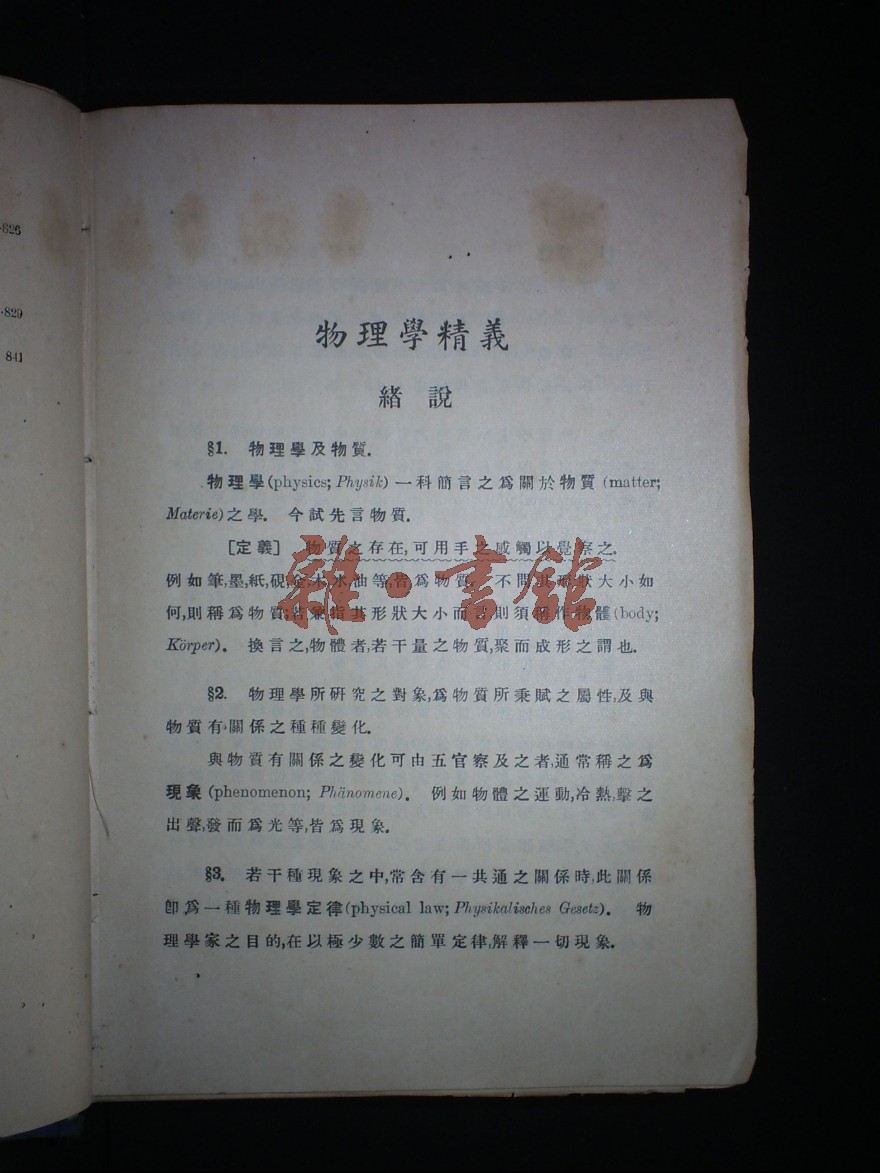 ·826
·829
841
物理學精義
緒說
§1. 物理學及物質.
物理學(physics; Physik)一科簡言之爲關於物質(matter;
Materie)之學. 今試先言物質.
[定義] 物質之存在,可用手之感觸以覺察之.
例如筆,墨,紙,硯,金,木,水,油等,皆爲物質. 不問其形狀大小如
何,則稱爲物質;若兼指其形狀大小而言則須稱作物體(body;
Körper). 換言之,物體者,若干量之物質,聚而成形之謂也.
§2. 物理學所硏究之對象,爲物質所秉賦之屬性,及與
物質有關係之種種變化.
與物質有關係之變化可由五官察及之者,通常稱之爲
現象(phenomenon; Phänomene). 例如物體之運動,冷熱,擊之
出聲,發而爲光等,皆爲現象.
§3. 若干種現象之中,常含有一共通之關係時,此關係
卽爲一種物理學定律(physical law; Physikalisches Gesetz). 物
理學家之目的,在以極少數之簡單定律,解釋一切現象.
雜·書館